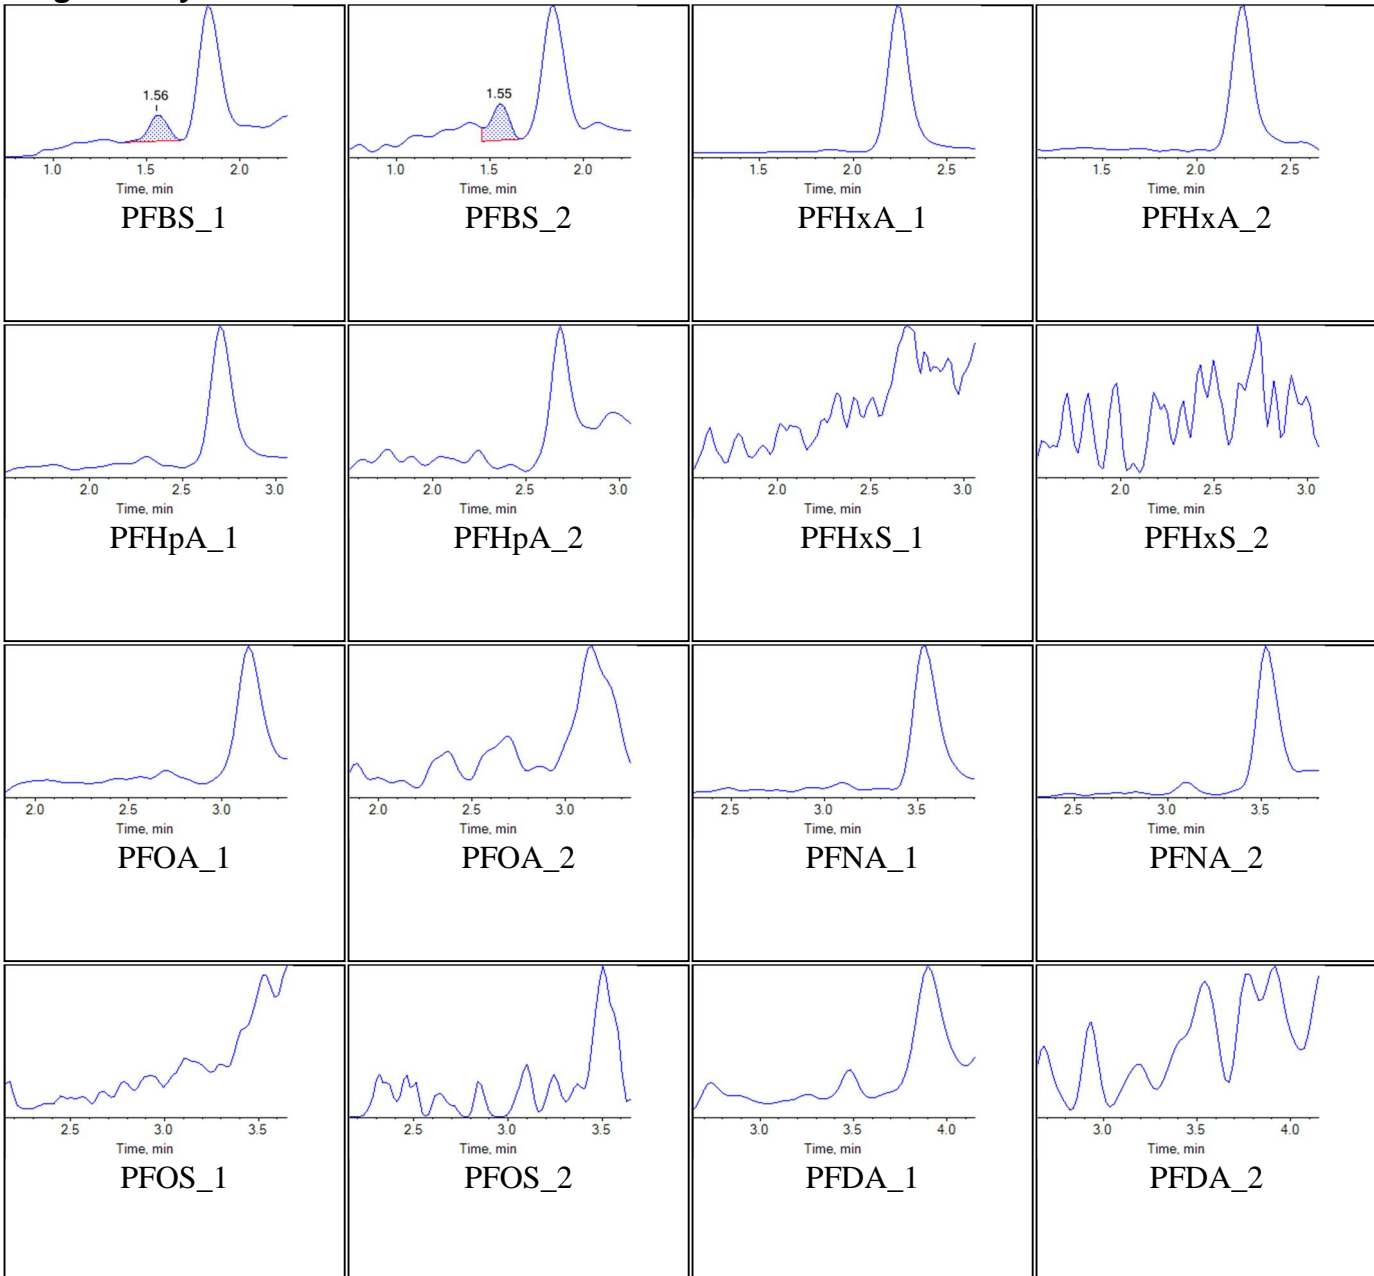 1.56
1.0 1.5 2.0
Time, min
PFBS_1
1.55
1.0 1.5 2.0
Time, min
PFBS_2
1.5 2.0 2.5
Time, min
PFHxA_1
1.5 2.0 2.5
Time, min
PFHxA_2
2.0 2.5 3.0
Time, min
PFHpA_1
2.0 2.5 3.0
Time, min
PFHpA_2
2.0 2.5 3.0
Time, min
PFHxS_1
2.0 2.5 3.0
Time, min
PFHxS_2
2.0 2.5 3.0
Time, min
PFOA_1
2.0 2.5 3.0
Time, min
PFOA_2
2.5 3.0 3.5
Time, min
PFNA_1
2.5 3.0 3.5
Time, min
PFNA_2
2.5 3.0 3.5
Time, min
PFOS_1
2.5 3.0 3.5
Time, min
PFOS_2
3.0 3.5 4.0
Time, min
PFDA_1
3.0 3.5 4.0
Time, min
PFDA_2